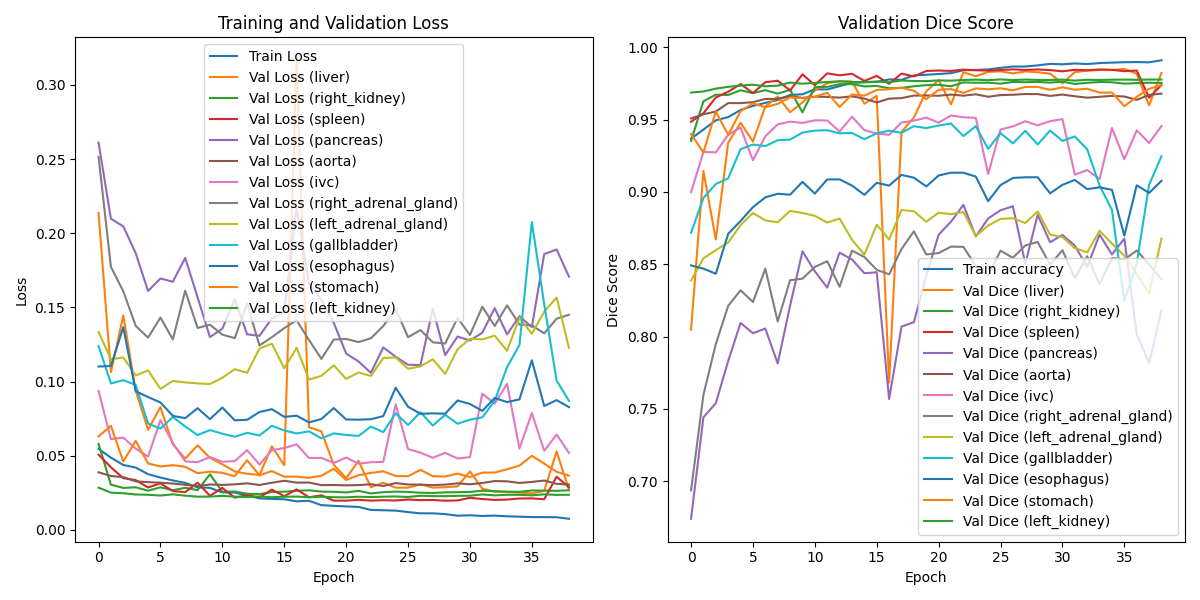 Training and Validation Loss
Loss
0.30
0.25
0.20
0.15
0.10
0.05
0.00
Train Loss
Val Loss (liver)
Val Loss (right_kidney)
Val Loss (spleen)
Val Loss (pancreas)
Val Loss (aorta)
Val Loss (ivc)
Val Loss (right_adrenal_gland)
Val Loss (left_adrenal_gland)
Val Loss (gallbladder)
Val Loss (esophagus)
Val Loss (stomach)
Val Loss (left_kidney)
0 5 10 15 20 25 30 35
Epoch
Validation Dice Score
Dice Score
1.00
0.95
0.90
0.85
0.80
0.75
0.70
Train accuracy
Val Dice (liver)
Val Dice (right_kidney)
Val Dice (spleen)
Val Dice (pancreas)
Val Dice (aorta)
Val Dice (ivc)
Val Dice (right_adrenal_gland)
Val Dice (left_adrenal_gland)
Val Dice (gallbladder)
Val Dice (esophagus)
Val Dice (stomach)
Val Dice (left_kidney)
0 5 10 15 20 25 30 35
Epoch